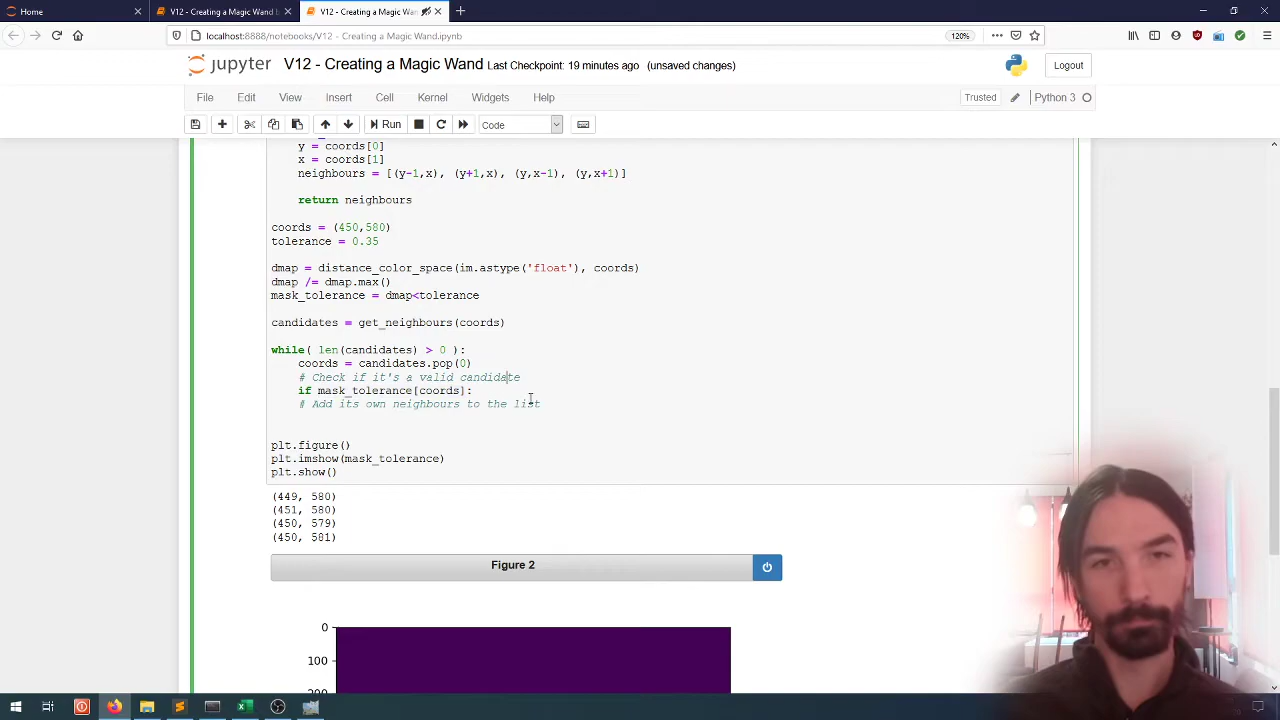 Home
V12 - Creating a Magic Wand
V12 - Creating a Magic Wan
localhost:8888/notebooks/V12 - Creating a Magic Wand.ipynb
120%
jupyter V12 - Creating a Magic Wand Last Checkpoint: 19 minutes ago (unsaved changes)
Logout
File Edit View Insert Cell Kernel Widgets Help
Trusted
Python 3
Run
Code
y = coords[0]
x = coords[1]
neighbours = [(y-1,x), (y+1,x), (y,x-1), (y,x+1)]
return neighbours
coords = (450,580)
tolerance = 0.35
dmap = distance_color_space(im.astype('float'), coords)
dmap /= dmap.max()
mask_tolerance = dmap<tolerance
candidates = get_neighbours(coords)
while( len(candidates) > 0 ):
coords = candidates.pop(0)
# Check if it's a valid candidate
if mask_tolerance[coords]:
# Add its own neighbours to the list
plt.figure()
plt.imshow(mask_tolerance)
plt.show()
(449, 580)
(451, 580)
(450, 579)
(450, 581)
Figure 2
0
100
200